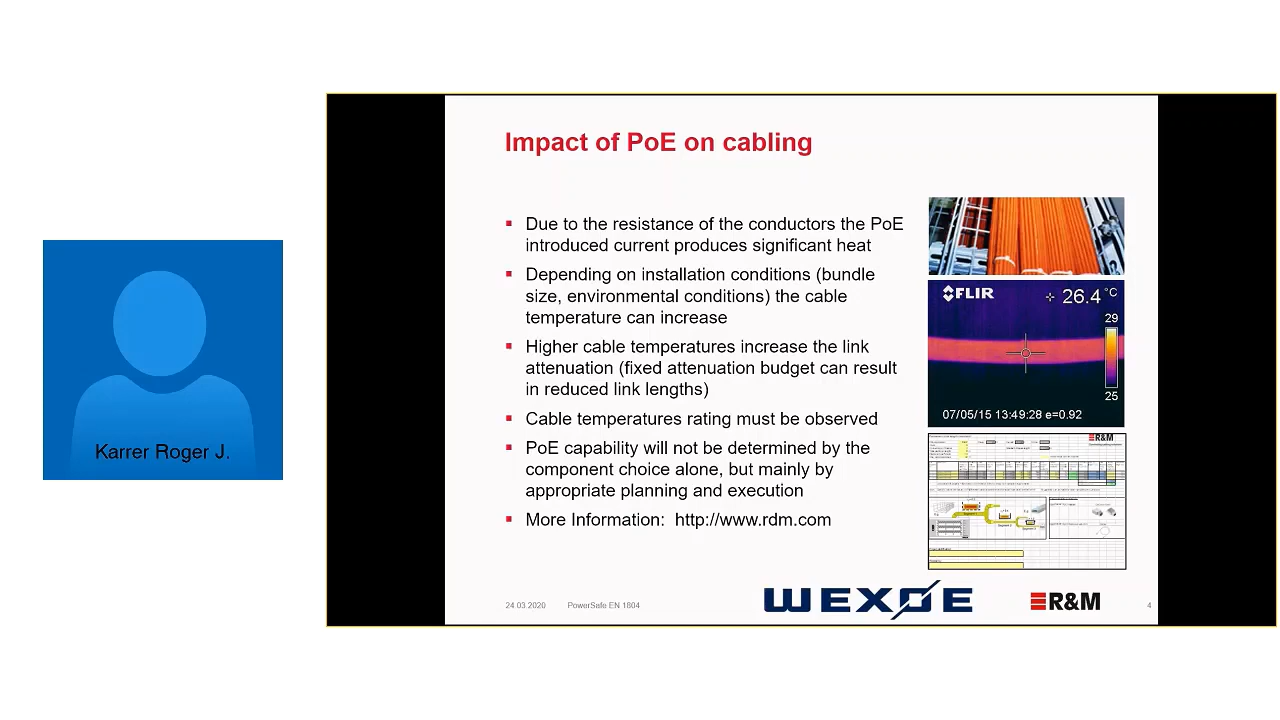 Impact of PoE on cabling
▪ Due to the resistance of the conductors the PoE
introduced current produces significant heat
▪ Depending on installation conditions (bundle
size, environmental conditions) the cable
temperature can increase
▪ Higher cable temperatures increase the link
attenuation (fixed attenuation budget can result
in reduced link lengths)
▪ Cable temperatures rating must be observed
▪ PoE capability will not be determined by the
component choice alone, but mainly by
appropriate planning and execution
▪ More Information: http://www.rdm.com
FLIR 26.4 °C
29
25
07/05/15 13:49:28 e=0.92
R&M
Karrer Roger J.
24.03.2020 PowerSafe EN 1804
WEXØE
R&M
4